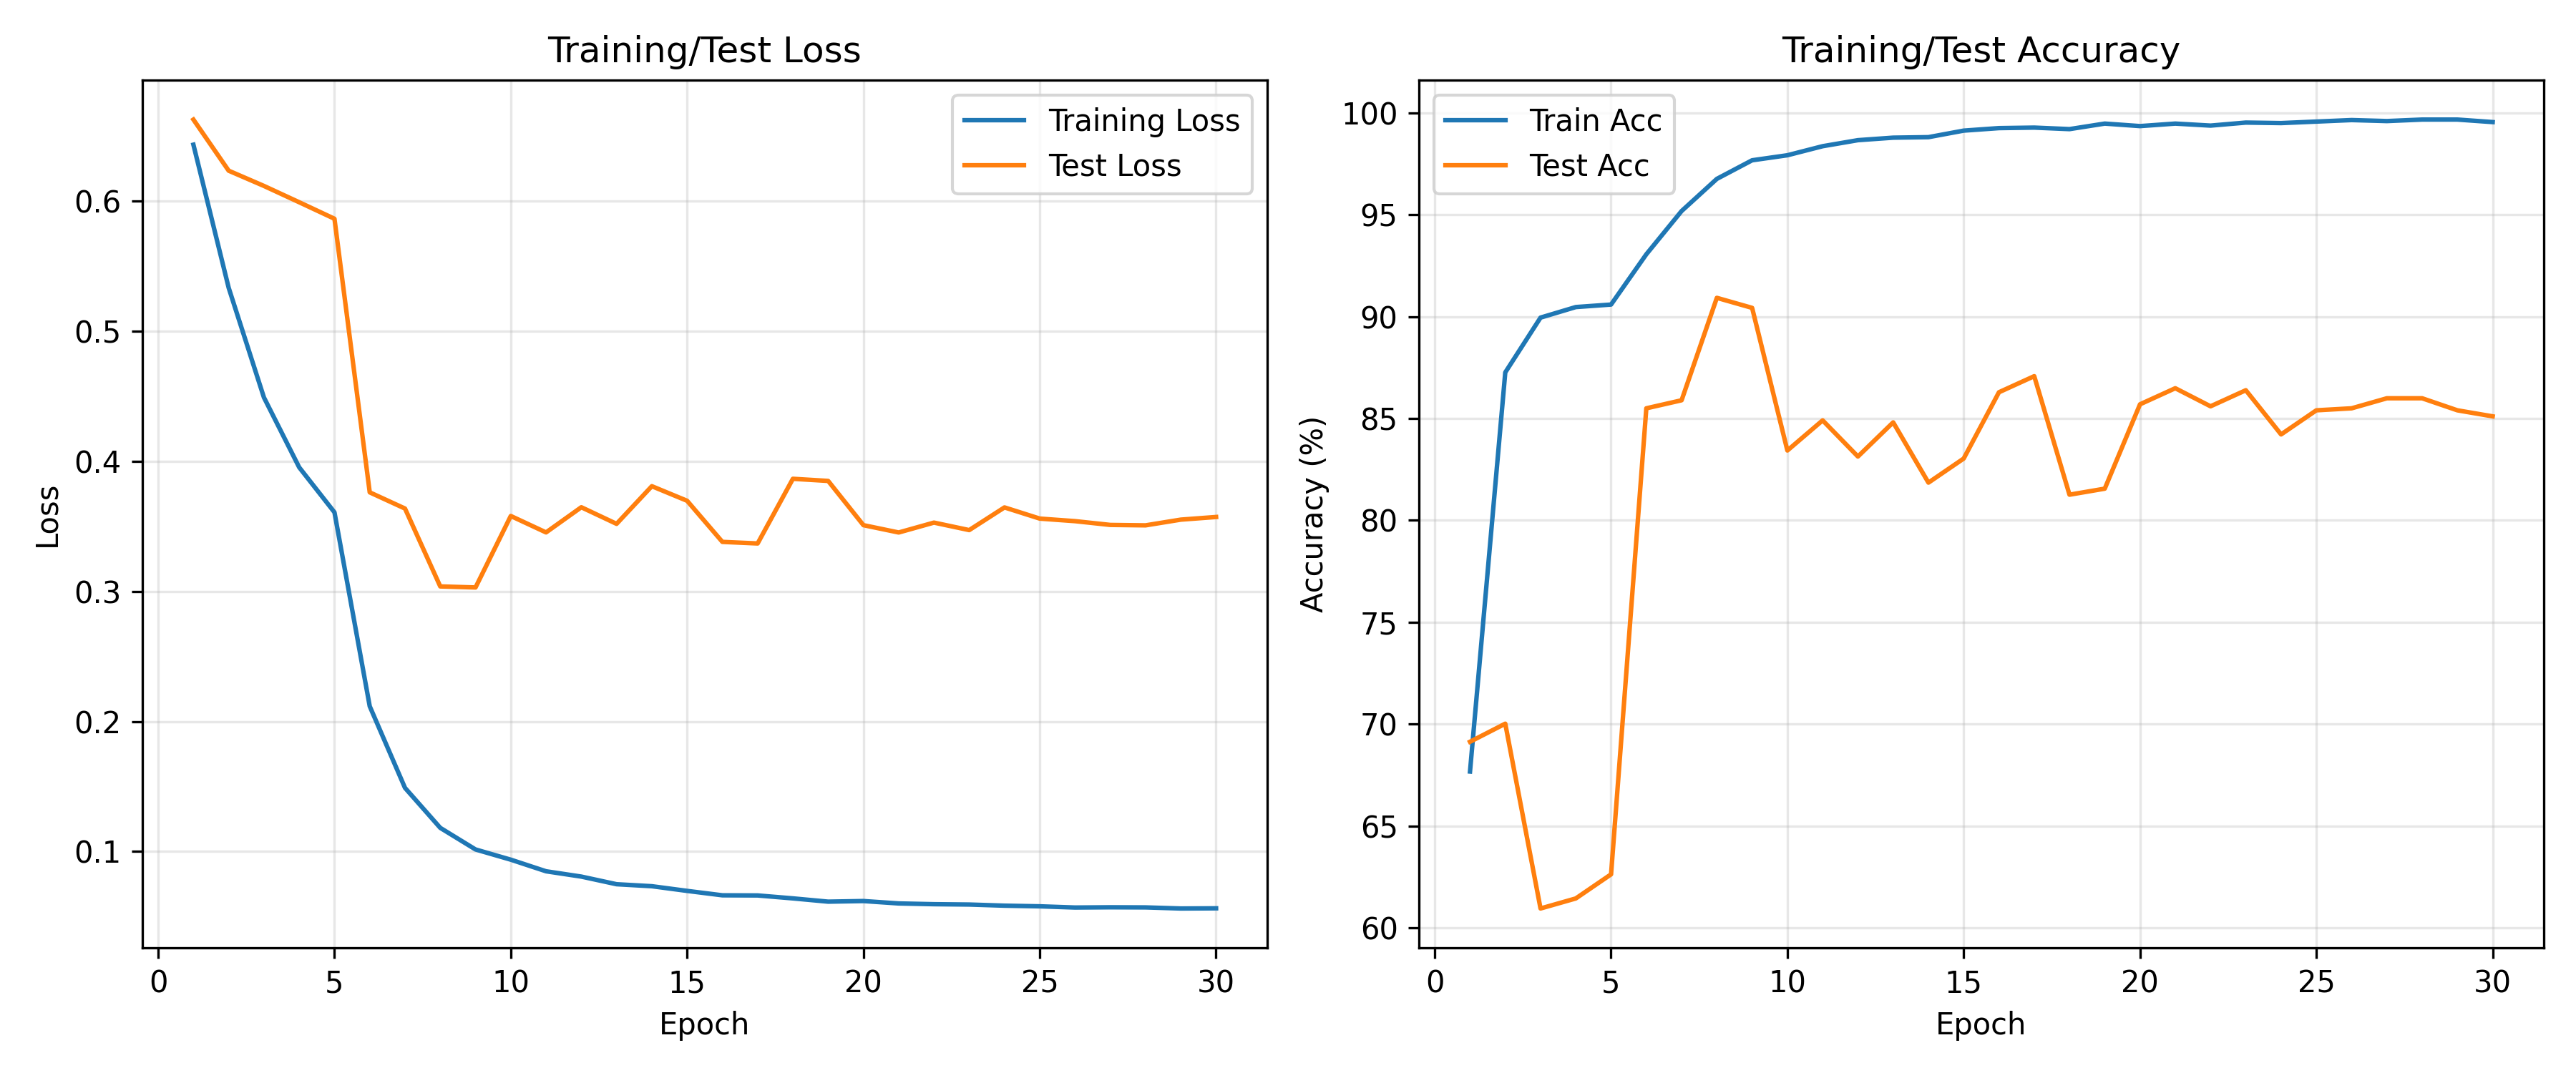 Training/Test Loss
Training Loss
Test Loss
Loss
0.6
0.5
0.4
0.3
0.2
0.1
0 5 10 15 20 25 30
Epoch
Training/Test Accuracy
Train Acc
Test Acc
Accuracy (%)
100
95
90
85
80
75
70
65
60
0 5 10 15 20 25 30
Epoch